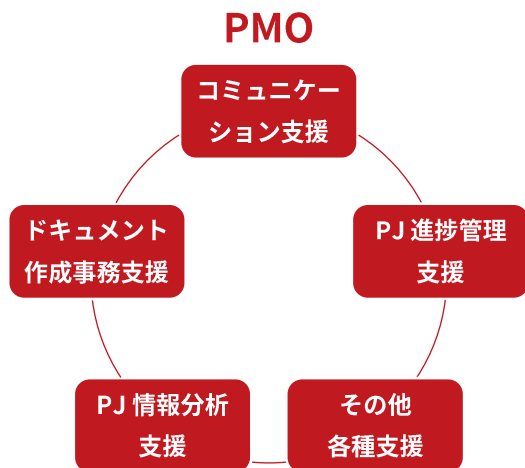 PMO
コミュニケー
ション支援
ドキュメント
作成事務支援
PJ 進捗管理
支援
PJ 情報分析
支援
その他
各種支援